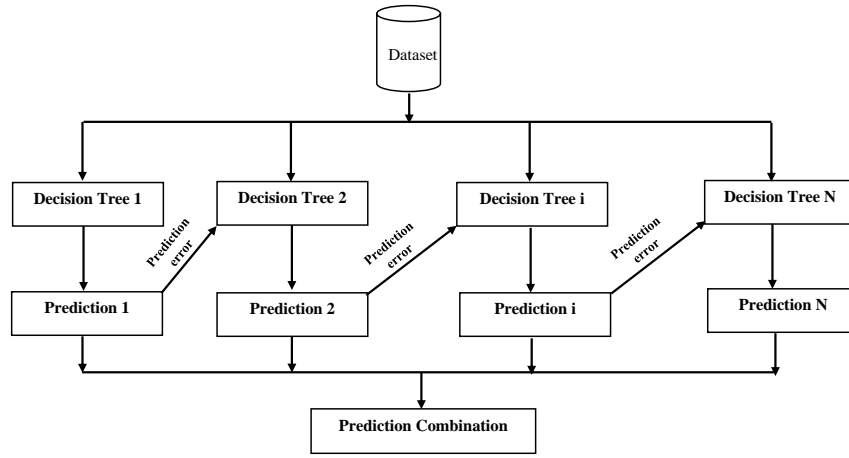 Dataset
Decision Tree 1
Decision Tree 2
Decision Tree i
Decision Tree N
Prediction
error
Prediction
error
Prediction
error
Prediction 1
Prediction 2
Prediction i
Prediction N
Prediction Combination